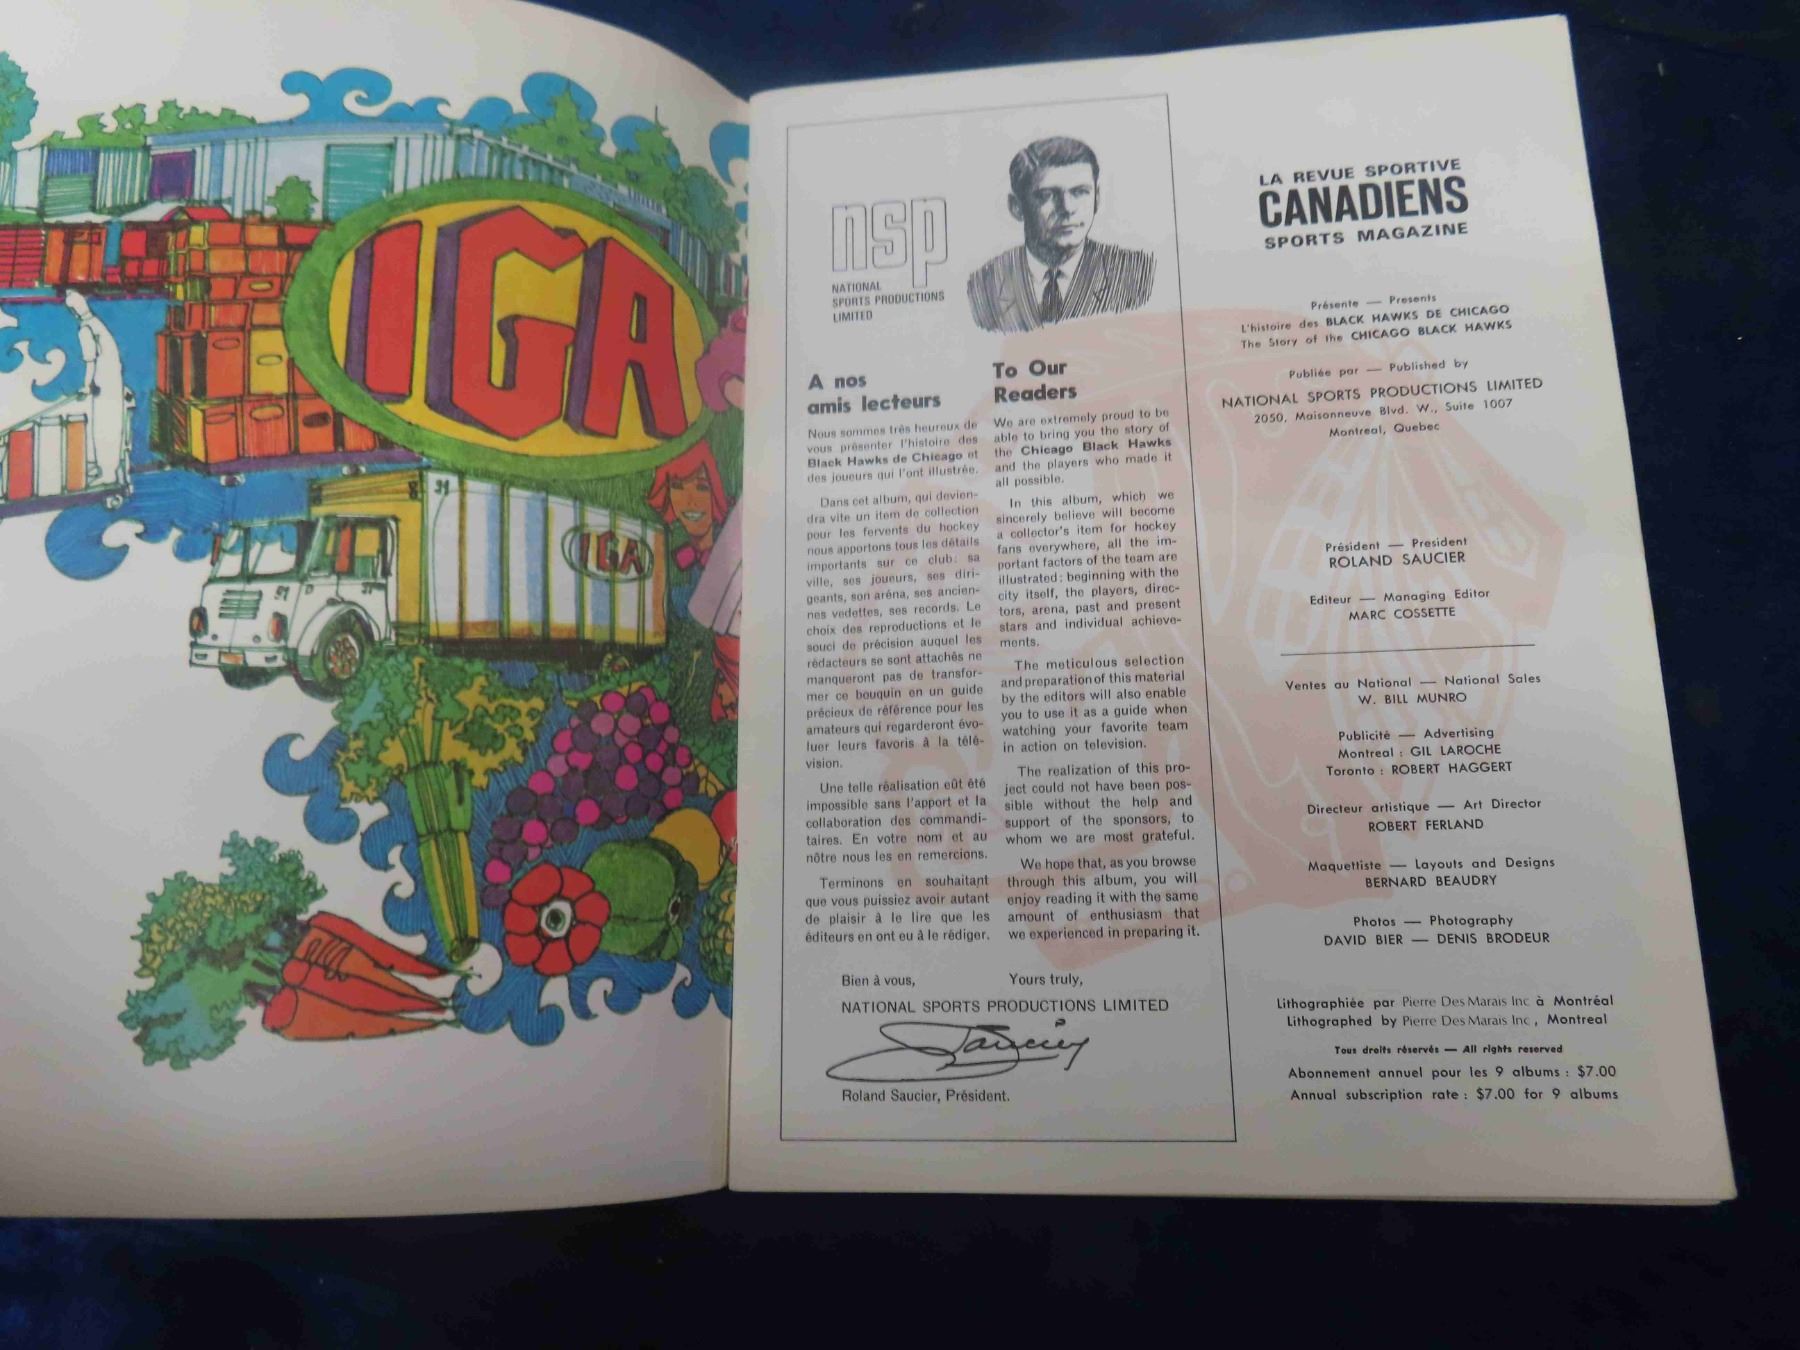 IGA
IGA
nsp
NATIONAL
SPORTS PRODUCTIONS
LIMITED
A nos
amis lecteurs
Nous sommes très heureux de
vous présenter l'histoire des
Black Hawks de Chicago et
des joueurs qui l'ont illustrée.
Dans cet album, qui devien-
dra vite un item de collection
pour les fervents du hockey
nous apportons tous les détails
importants sur ce club: sa
ville, ses joueurs, ses diri-
geants, son aréna, ses ancien-
nes vedettes, ses records. Le
choix des reproductions et le
souci de précision auquel les
rédacteurs se sont attachés ne
manqueront pas de transfor-
mer ce bouquin en un guide
précieux de référence pour les
amateurs qui regarderont évo-
luer leurs favoris à la télé-
vision.
Une telle réalisation eût été
impossible sans l'apport et la
collaboration des commandi-
taires. En votre nom et au
nôtre nous les en remercions.
Terminons en souhaitant
que vous puissiez avoir autant
de plaisir à le lire que les
éditeurs en ont eu à le rédiger.
Bien à vous,
To Our
Readers
We are extremely proud to be
able to bring you the story of
the Chicago Black Hawks
and the players who made it
all possible.
In this album, which we
sincerely believe will become
a collector's item for hockey
fans everywhere, all the im-
portant factors of the team are
illustrated: beginning with the
city itself, the players, direc-
tors, arena, past and present
stars and individual achieve-
ments.
The meticulous selection
and preparation of this material
by the editors will also enable
you to use it as a guide when
watching your favorite team
in action on television.
The realization of this pro-
ject could not have been pos-
sible without the help and
support of the sponsors, to
whom we are most grateful.
We hope that, as you browse
through this album, you will
enjoy reading it with the same
amount of enthusiasm that
we experienced in preparing it.
Yours truly,
NATIONAL SPORTS PRODUCTIONS LIMITED
Saucier
Roland Saucier, Président.
LA REVUE SPORTIVE
CANADIENS
SPORTS MAGAZINE
Présente — Presents
L'histoire des BLACK HAWKS DE CHICAGO
The Story of the CHICAGO BLACK HAWKS
Publiée par — Published by
NATIONAL SPORTS PRODUCTIONS LIMITED
2050, Maisonneuve Blvd. W., Suite 1007
Montreal, Quebec
Président — President
ROLAND SAUCIER
Editeur — Managing Editor
MARC COSSETTE
Ventes au National — National Sales
W. BILL MUNRO
Publicité — Advertising
Montreal : GIL LAROCHE
Toronto : ROBERT HAGGERT
Directeur artistique — Art Director
ROBERT FERLAND
Maquettiste — Layouts and Designs
BERNARD BEAUDRY
Photos — Photography
DAVID BIER — DENIS BRODEUR
Lithographiée par Pierre Des Marais Inc à Montréal
Lithographed by Pierre Des Marais Inc , Montreal
Tous droits réservés — All rights reserved
Abonnement annuel pour les 9 albums : $7.00
Annual subscription rate : $7.00 for 9 albums